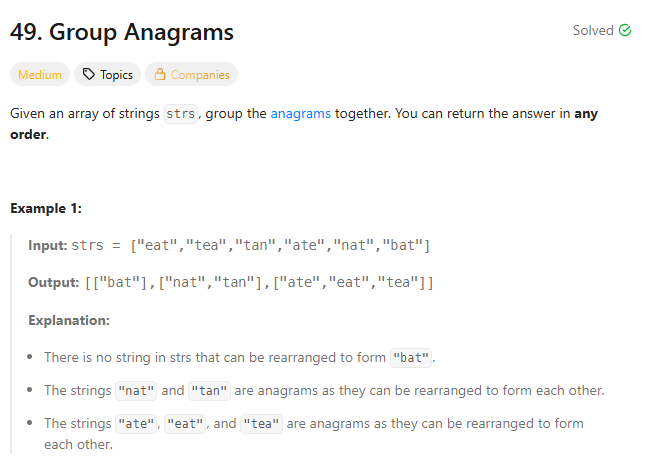 49. Group Anagrams
Solved
Medium Topics Companies
Given an array of strings strs, group the anagrams together. You can return the answer in any
order.
Example 1:
Input: strs = ["eat","tea","tan","ate","nat","bat"]
Output: [["bat"],["nat","tan"],["ate","eat","tea"]]
Explanation:
• There is no string in strs that can be rearranged to form "bat".
• The strings "nat" and "tan" are anagrams as they can be rearranged to form each other.
• The strings "ate", "eat", and "tea" are anagrams as they can be rearranged to form
each other.